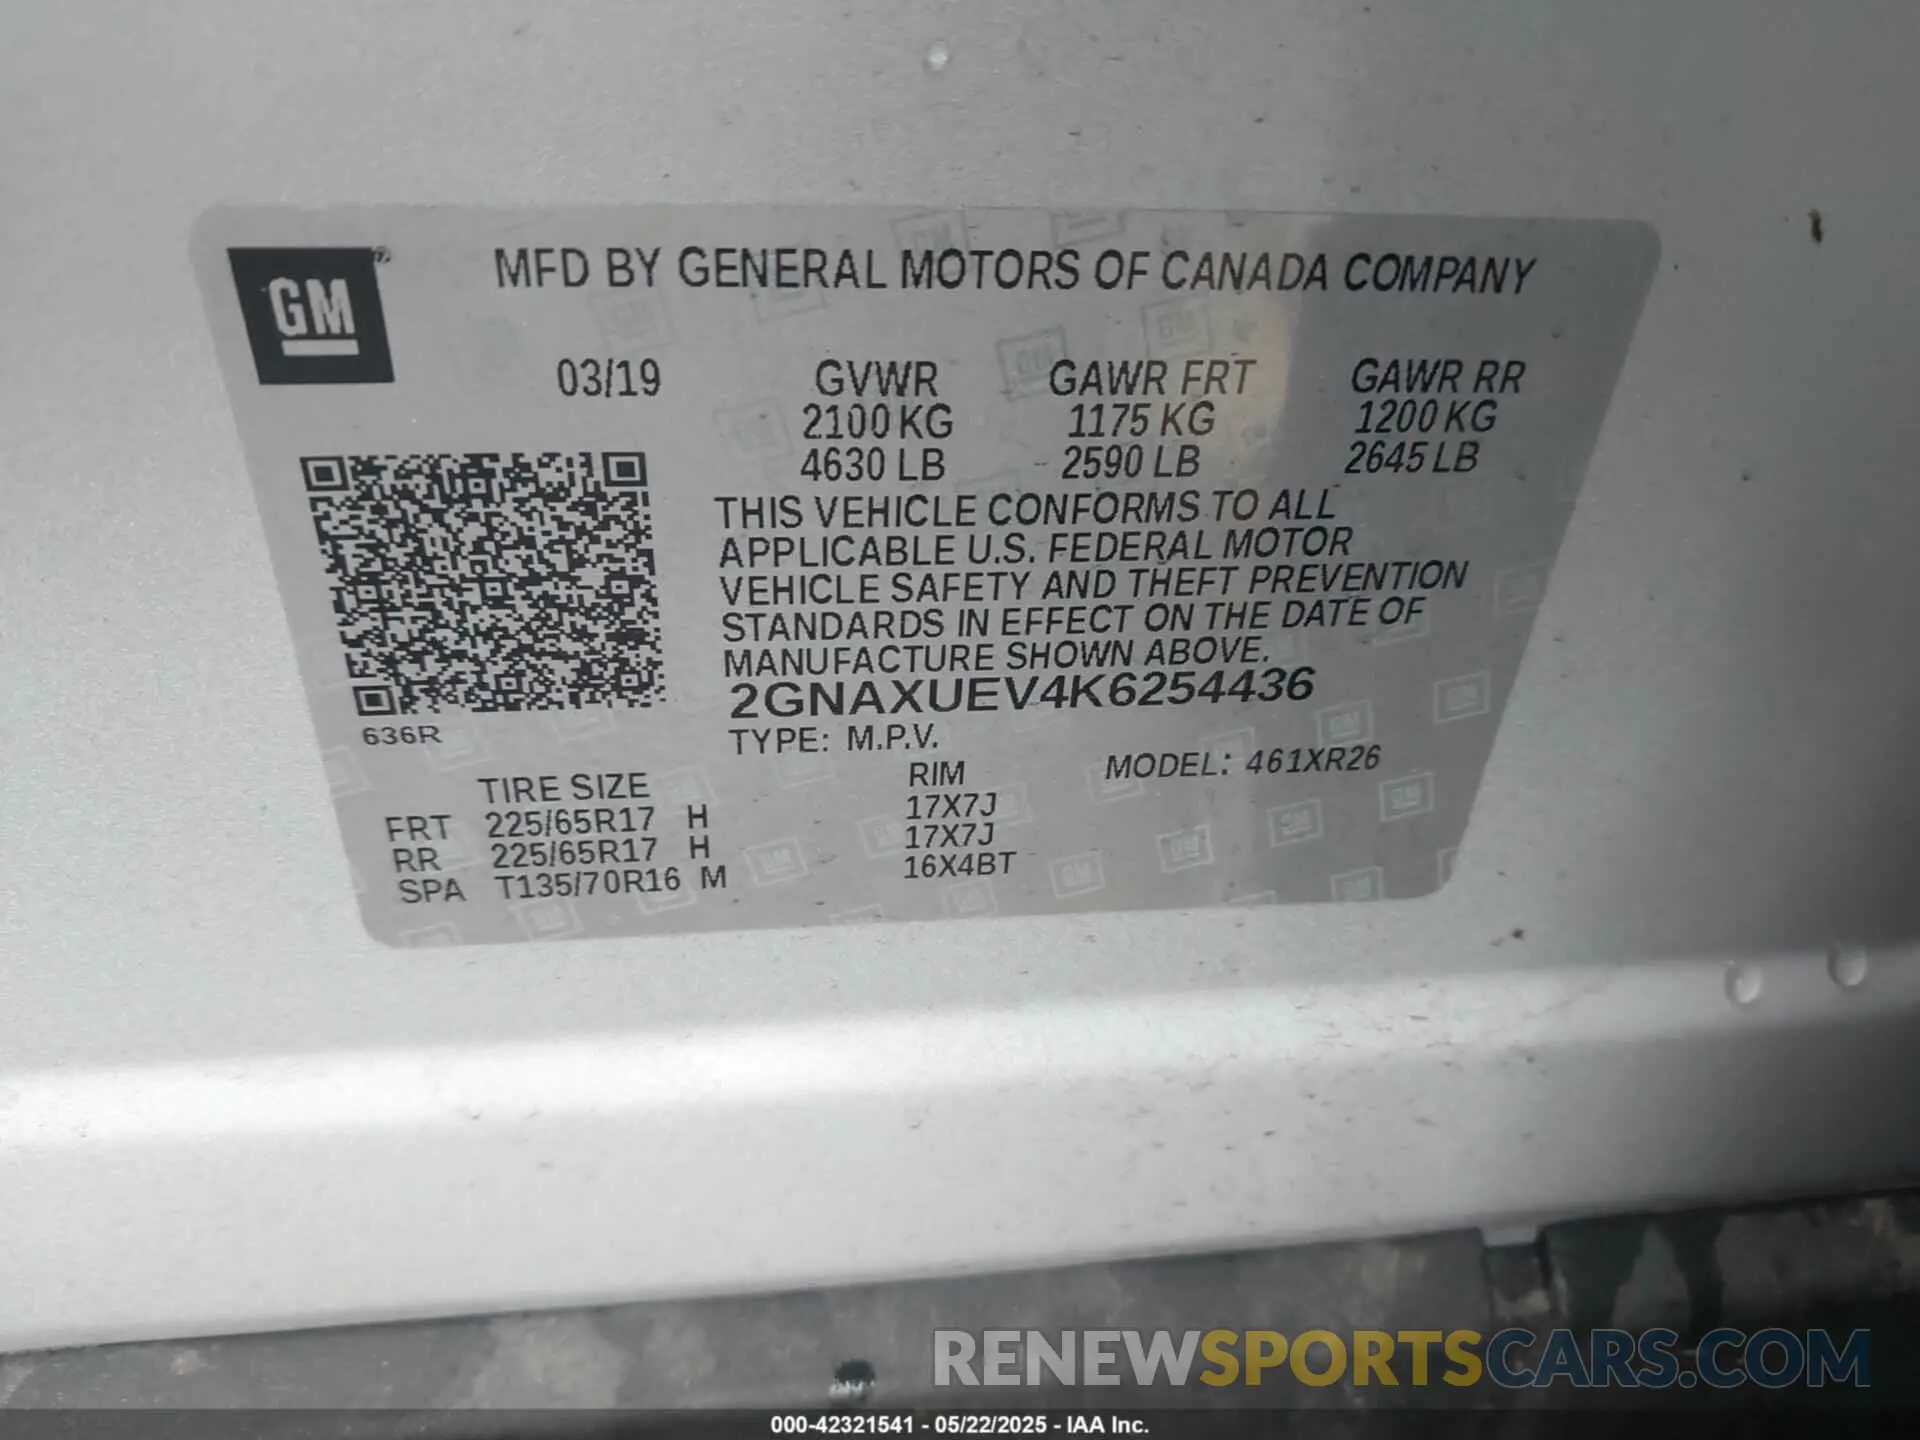 GM
MFD BY GENERAL MOTORS OF CANADA COMPANY
03/19 GVWR GAWR FRT GAWR RR
2100 KG 1175 KG 1200 KG
4630 LB 2590 LB 2645 LB
THIS VEHICLE CONFORMS TO ALL
APPLICABLE U.S. FEDERAL MOTOR
VEHICLE SAFETY AND THEFT PREVENTION
STANDARDS IN EFFECT ON THE DATE OF
MANUFACTURE SHOWN ABOVE.
2GNAXUEV4K6254436
636R
TYPE: M.P.V.
MODEL: 461XR26
TIRE SIZE RIM
FRT 225/65R17 H 17X7J
RR 225/65R17 H 17X7J
SPA T135/70R16 M 16X4BT
RENEWSPORTSCARS.COM
000-42321541 - 05/22/2025 - IAA Inc.